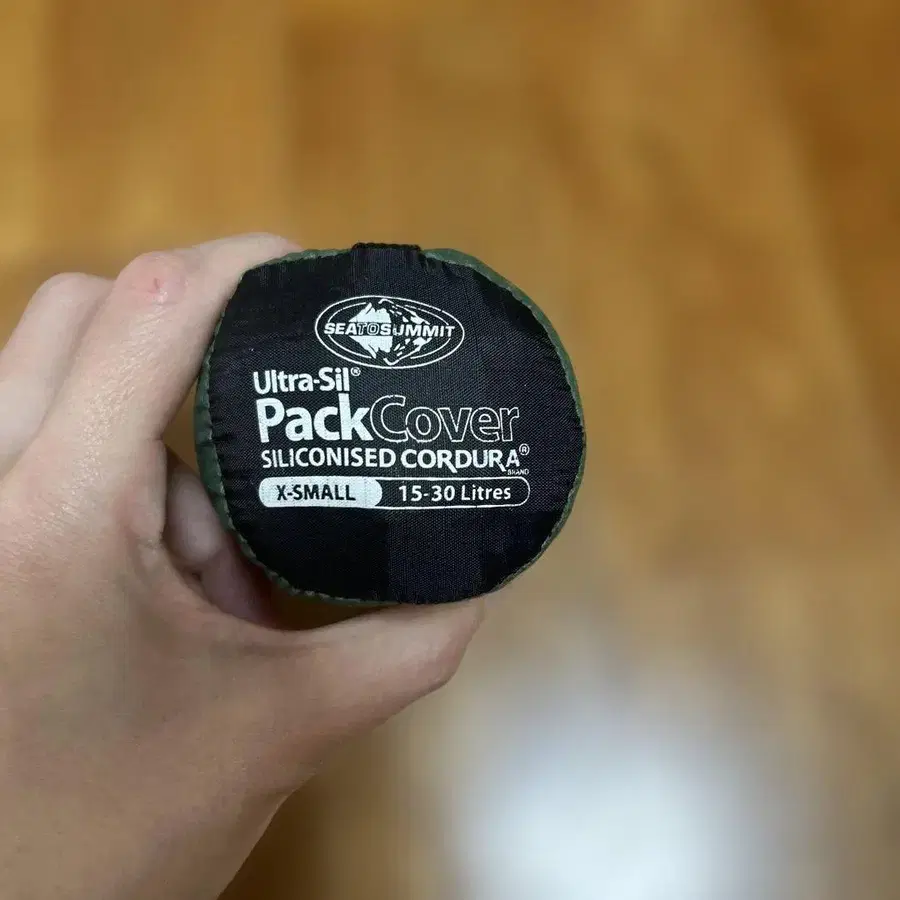 SEATOSUMMIT
Ultra-Sil®
PackCover
SILICONISED CORDURA®
BRAND
X-SMALL 15-30 Litres